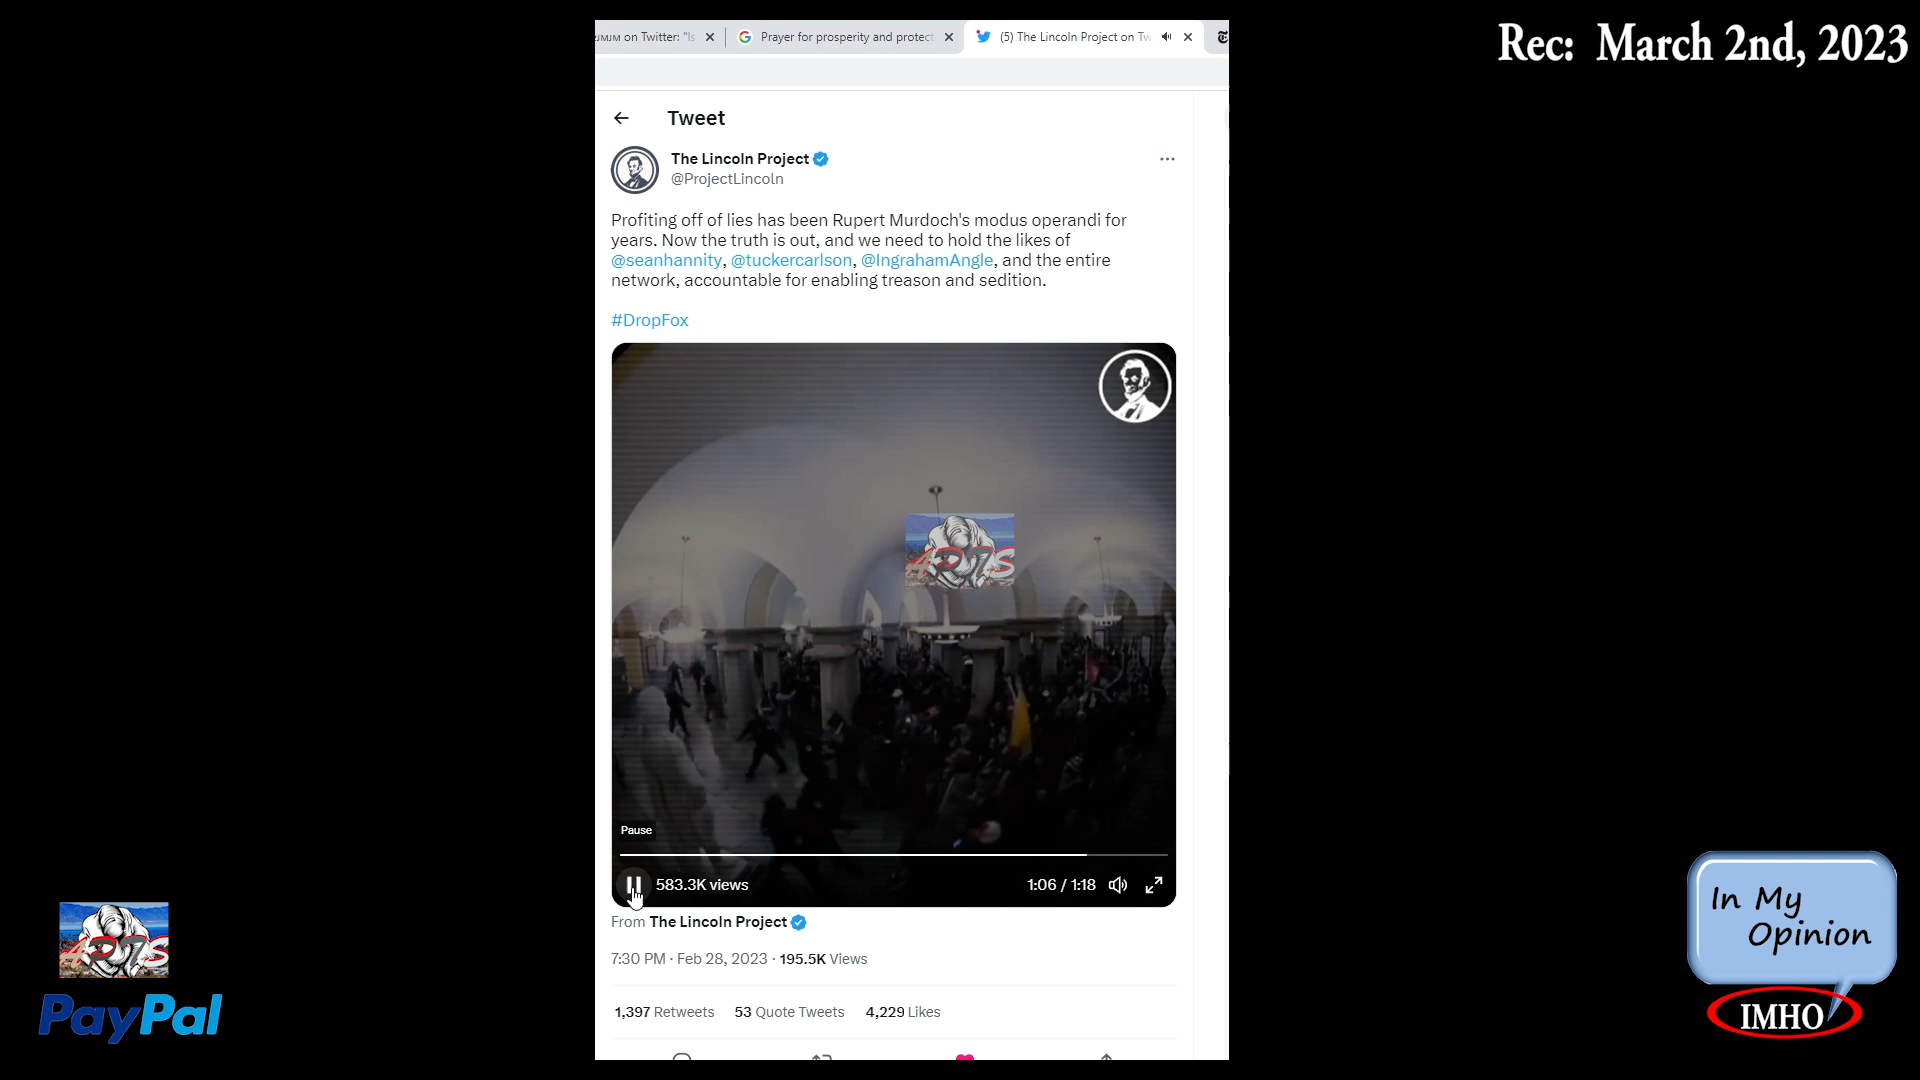 Rec: March 2nd, 2023
on Twitter: "Is
Prayer for prosperity and protect
(5) The Lincoln Project on Tw
Tweet
The Lincoln Project
@ProjectLincoln
Profiting off of lies has been Rupert Murdoch's modus operandi for
years. Now the truth is out, and we need to hold the likes of
@seanhannity, @tuckercarlson, @IngrahamAngle, and the entire
network, accountable for enabling treason and sedition.
#DropFox
Pause
583.3K views
1:06 / 1:18
From The Lincoln Project
7:30 PM · Feb 28, 2023 · 195.5K Views
1,397 Retweets 53 Quote Tweets 4,229 Likes
PayPal
In My
Opinion
IMHO